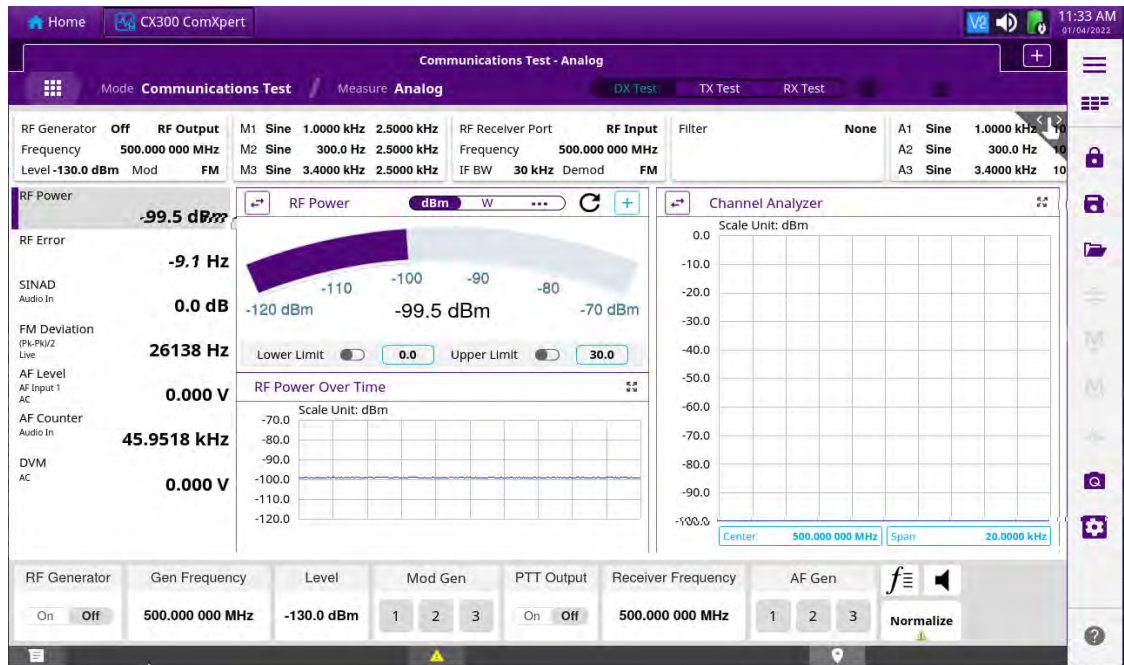 Home CX300 ComXpert 11:33 AM
01/04/2022
Communications Test - Analog
Mode Communications Test / Measure Analog DX Test TX Test RX Test
RF Generator Off RF Output
Frequency 500.000 000 MHz
Level -130.0 dBm Mod FM
M1 Sine 1.0000 kHz 2.5000 kHz
M2 Sine 300.0 Hz 2.5000 kHz
M3 Sine 3.4000 kHz 2.5000 kHz
RF Receiver Port RF Input
Frequency 500.000 000 MHz
IF BW 30 kHz Demod FM
Filter None
A1 Sine 1.0000 kHz 10
A2 Sine 300.0 Hz 10
A3 Sine 3.4000 kHz 10
RF Power
-99.5 dBm
RF Error
-9.1 Hz
SINAD
Audio In
0.0 dB
FM Deviation
(Pk-Pk)/2
Live
26138 Hz
AF Level
AF Input 1
AC
0.000 V
AF Counter
Audio In
45.9518 kHz
DVM
AC
0.000 V
RF Power dBm W ••• +
-120 dBm -110 -100 -90 -80 -70 dBm
-99.5 dBm
Lower Limit 0.0 Upper Limit 30.0
RF Power Over Time
Scale Unit: dBm
-70.0
-80.0
-90.0
-100.0
-110.0
-120.0
Channel Analyzer
Scale Unit: dBm
0.0
-10.0
-20.0
-30.0
-40.0
-50.0
-60.0
-70.0
-80.0
-90.0
-100.0
Center 500.000 000 MHz Span 20.0000 kHz
RF Generator
On Off
Gen Frequency
500.000 000 MHz
Level
-130.0 dBm
Mod Gen
1 2 3
PTT Output
On Off
Receiver Frequency
500.000 000 MHz
AF Gen
1 2 3
Normalize